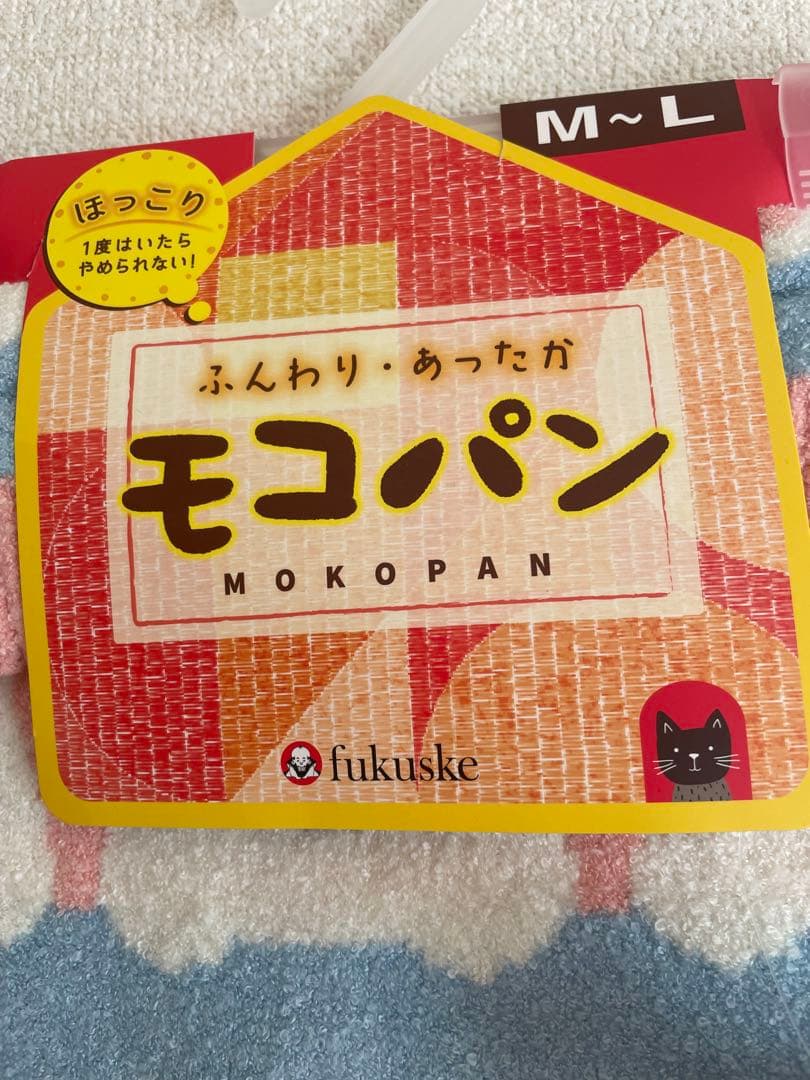 M~L
ほっこり
1度はいたら
やめられない!
ふんわり・あったか
モコパン
MOKOPAN
fukuske